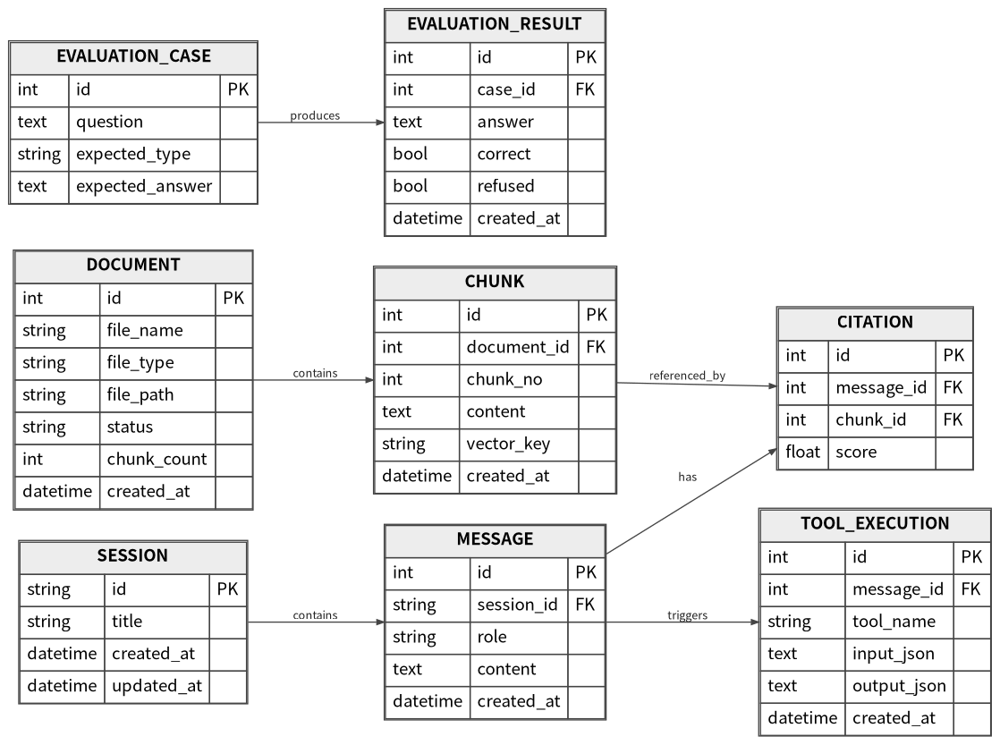 EVALUATION_CASE
int id PK
text question
string expected_type
text expected_answer
produces
EVALUATION_RESULT
int id PK
int case_id FK
text answer
bool correct
bool refused
datetime created_at
DOCUMENT
int id PK
string file_name
string file_type
string file_path
string status
int chunk_count
datetime created_at
contains
CHUNK
int id PK
int document_id FK
int chunk_no
text content
string vector_key
datetime created_at
referenced_by
CITATION
int id PK
int message_id FK
int chunk_id FK
float score
SESSION
string id PK
string title
datetime created_at
datetime updated_at
contains
MESSAGE
int id PK
string session_id FK
string role
text content
datetime created_at
has
triggers
TOOL_EXECUTION
int id PK
int message_id FK
string tool_name
text input_json
text output_json
datetime created_at